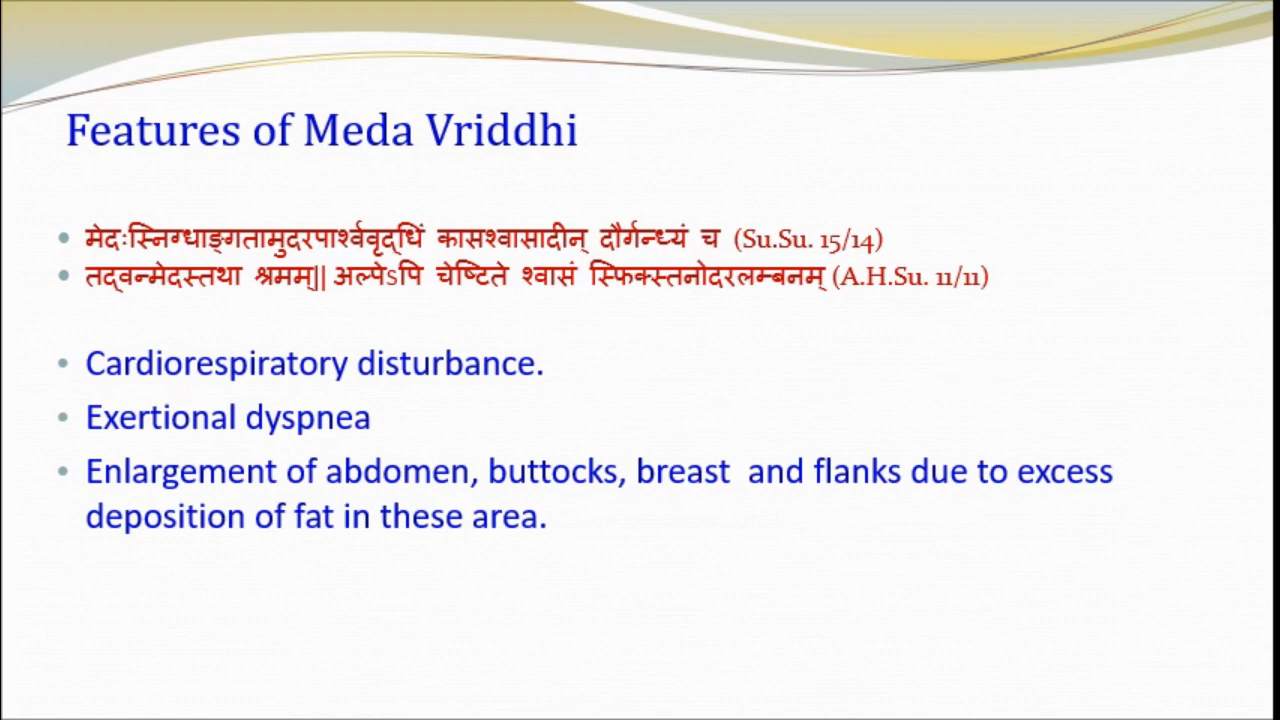 Features of Meda Vriddhi
• मेदःस्निग्धाङ्गतामुदरपार्श्ववृद्धिं कासश्वासादीन् दौर्गन्ध्यं च (Su.Su. 15/14)
• तद्वन्मेदस्तथा श्रमम्|| अल्पेऽपि चेष्टिते श्वासं स्फिक्स्तनोदरलम्बनम् (A.H.Su. 11/11)
• Cardiorespiratory disturbance.
• Exertional dyspnea
• Enlargement of abdomen, buttocks, breast and flanks due to excess
deposition of fat in these area.